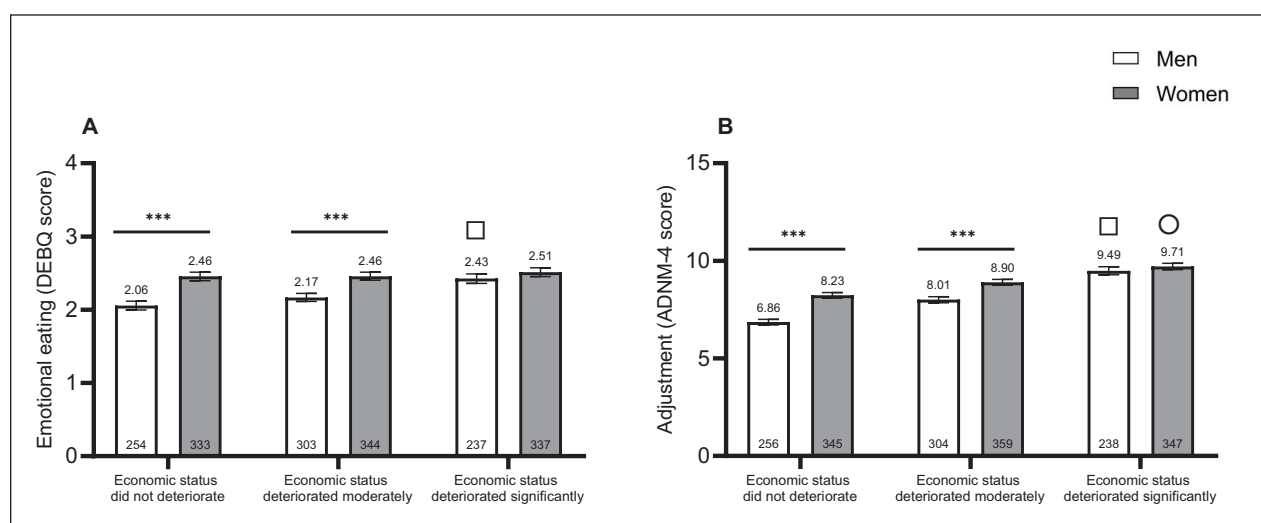 Men
Women
A
Emotional eating (DEBQ score)
4
3
2
1
0
***
***
2.06
2.46
2.17
2.46
2.43
2.51
254
333
303
344
237
337
Economic status
did not deteriorate
Economic status
deteriorated moderately
Economic status
deteriorated significantly
B
Adjustment (ADNM-4 score)
15
10
5
0
***
***
6.86
8.23
8.01
8.90
9.49
9.71
256
345
304
359
238
347
Economic status
did not deteriorate
Economic status
deteriorated moderately
Economic status
deteriorated significantly